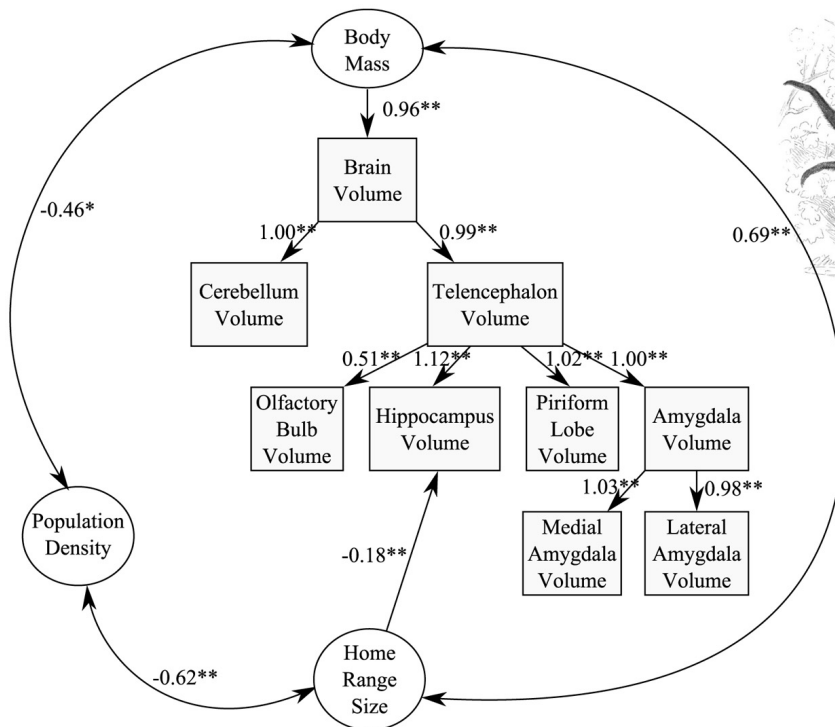 Body
Mass
0.96**
Brain
Volume
-0.46*
1.00**
0.99**
0.69**
Cerebellum
Volume
Telencephalon
Volume
0.51**
1.12**
1.02**
1.00**
Olfactory
Bulb
Volume
Hippocampus
Volume
Piriform
Lobe
Volume
Amygdala
Volume
1.03**
0.98**
Population
Density
Medial
Amygdala
Volume
Lateral
Amygdala
Volume
-0.18**
-0.62**
Home
Range
Size